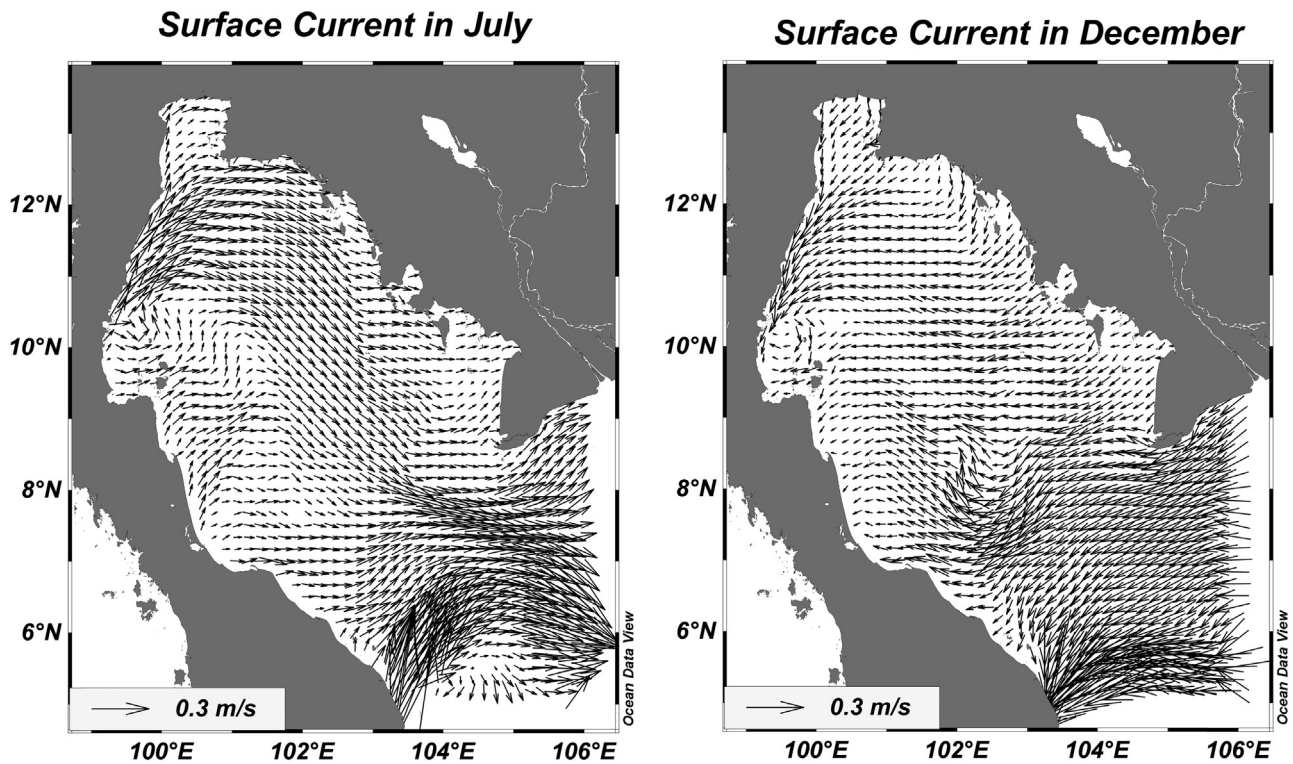 Surface Current in July
12°N
10°N
8°N
6°N
0.3 m/s
100°E 102°E 104°E 106°E
Ocean Data View
Surface Current in December
12°N
10°N
8°N
6°N
0.3 m/s
100°E 102°E 104°E 106°E
Ocean Data View